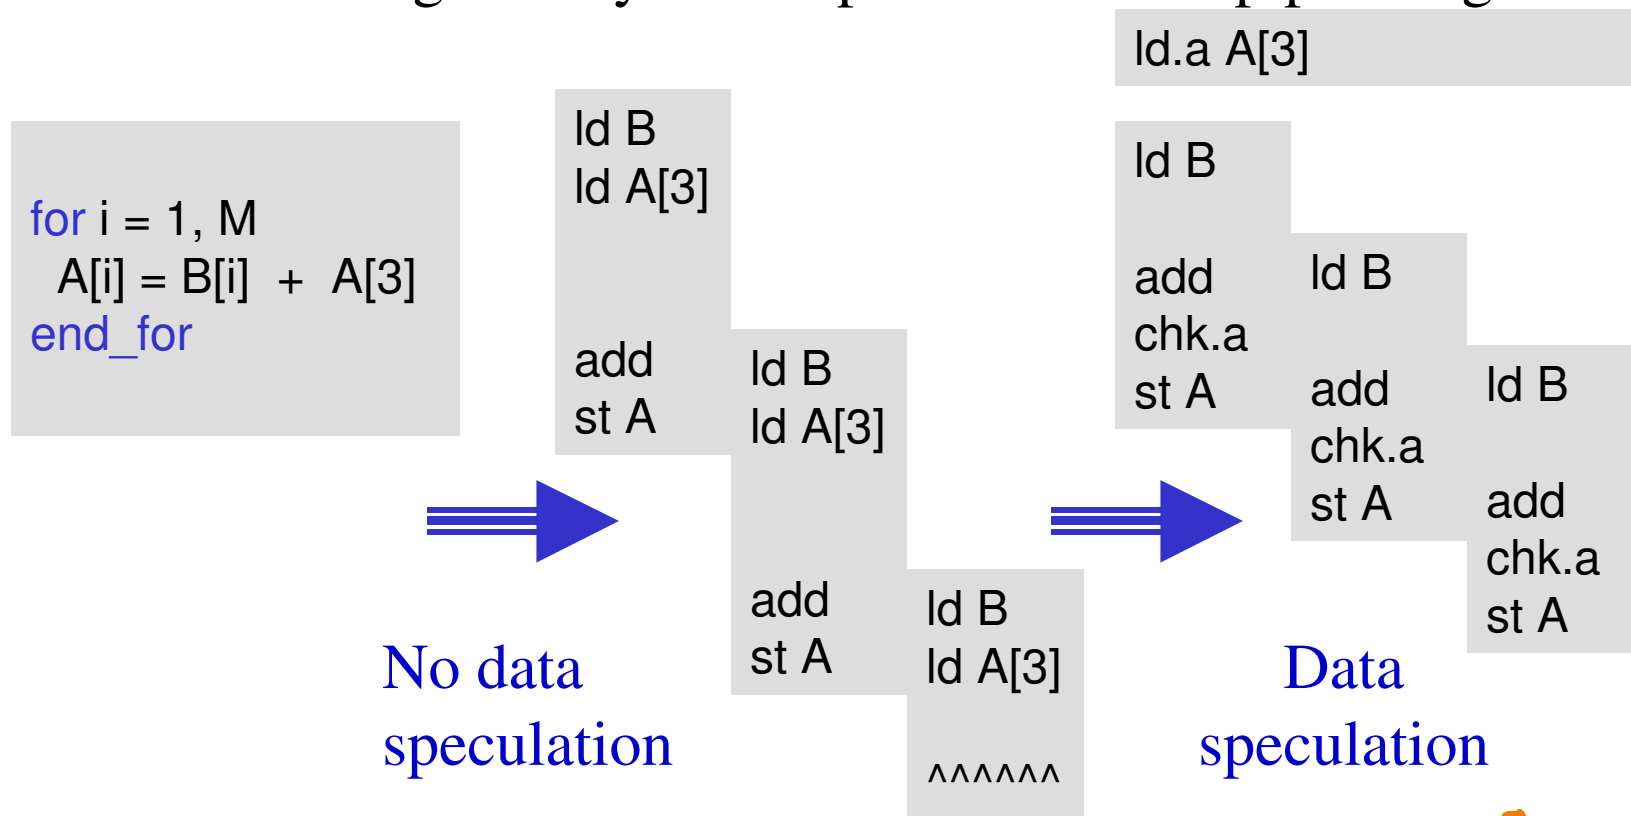 ld.a A[3]
for i = 1, M
A[i] = B[i] + A[3]
end_for
ld B
ld A[3]
add
st A
ld B
ld A[3]
add
st A
ld B
ld A[3]
^^^^^^
No data
speculation
ld B
add
chk.a
st A
ld B
add
chk.a
st A
ld B
add
chk.a
st A
Data
speculation